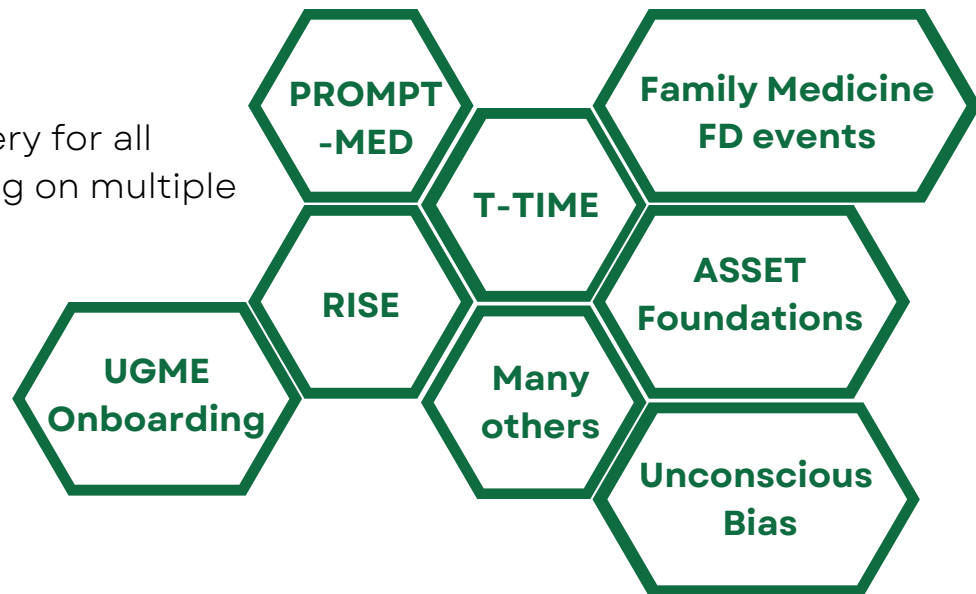 ery for all
g on multiple
PROMPT
-MED
Family Medicine
FD events
T-TIME
RISE
ASSET
Foundations
UGME
Onboarding
Many
others
Unconscious
Bias